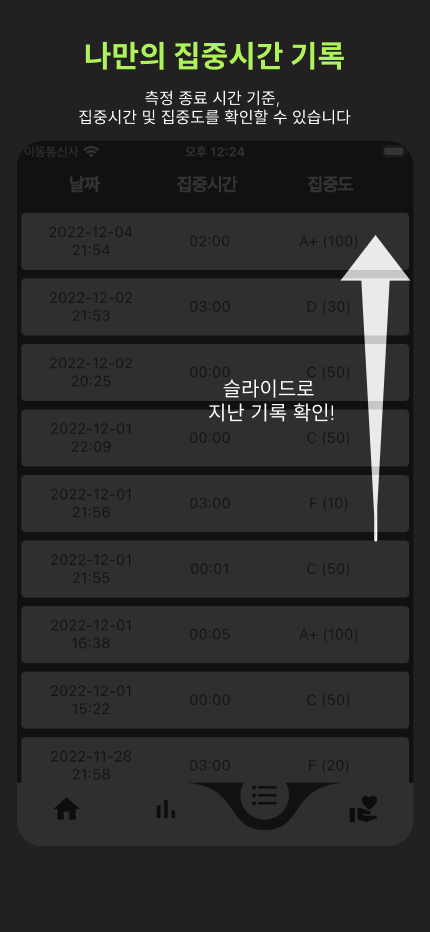 나만의 집중시간 기록
측정 종료 시간 기준,
집중시간 및 집중도를 확인할 수 있습니다
이동통신사 오후 12:24
날짜 집중시간 집중도
2022-12-04
21:54 02:00 A+ (100)
2022-12-02
21:53 03:00 D (30)
2022-12-02
20:25 00:00 C (50)
슬라이드로
지난 기록 확인!
2022-12-01
22:09 00:00 C (50)
2022-12-01
21:56 03:00 F (10)
2022-12-01
21:55 00:01 C (50)
2022-12-01
16:38 00:05 A+ (100)
2022-12-01
15:22 00:00 C (50)
2022-11-28
21:58 03:00 F (20)